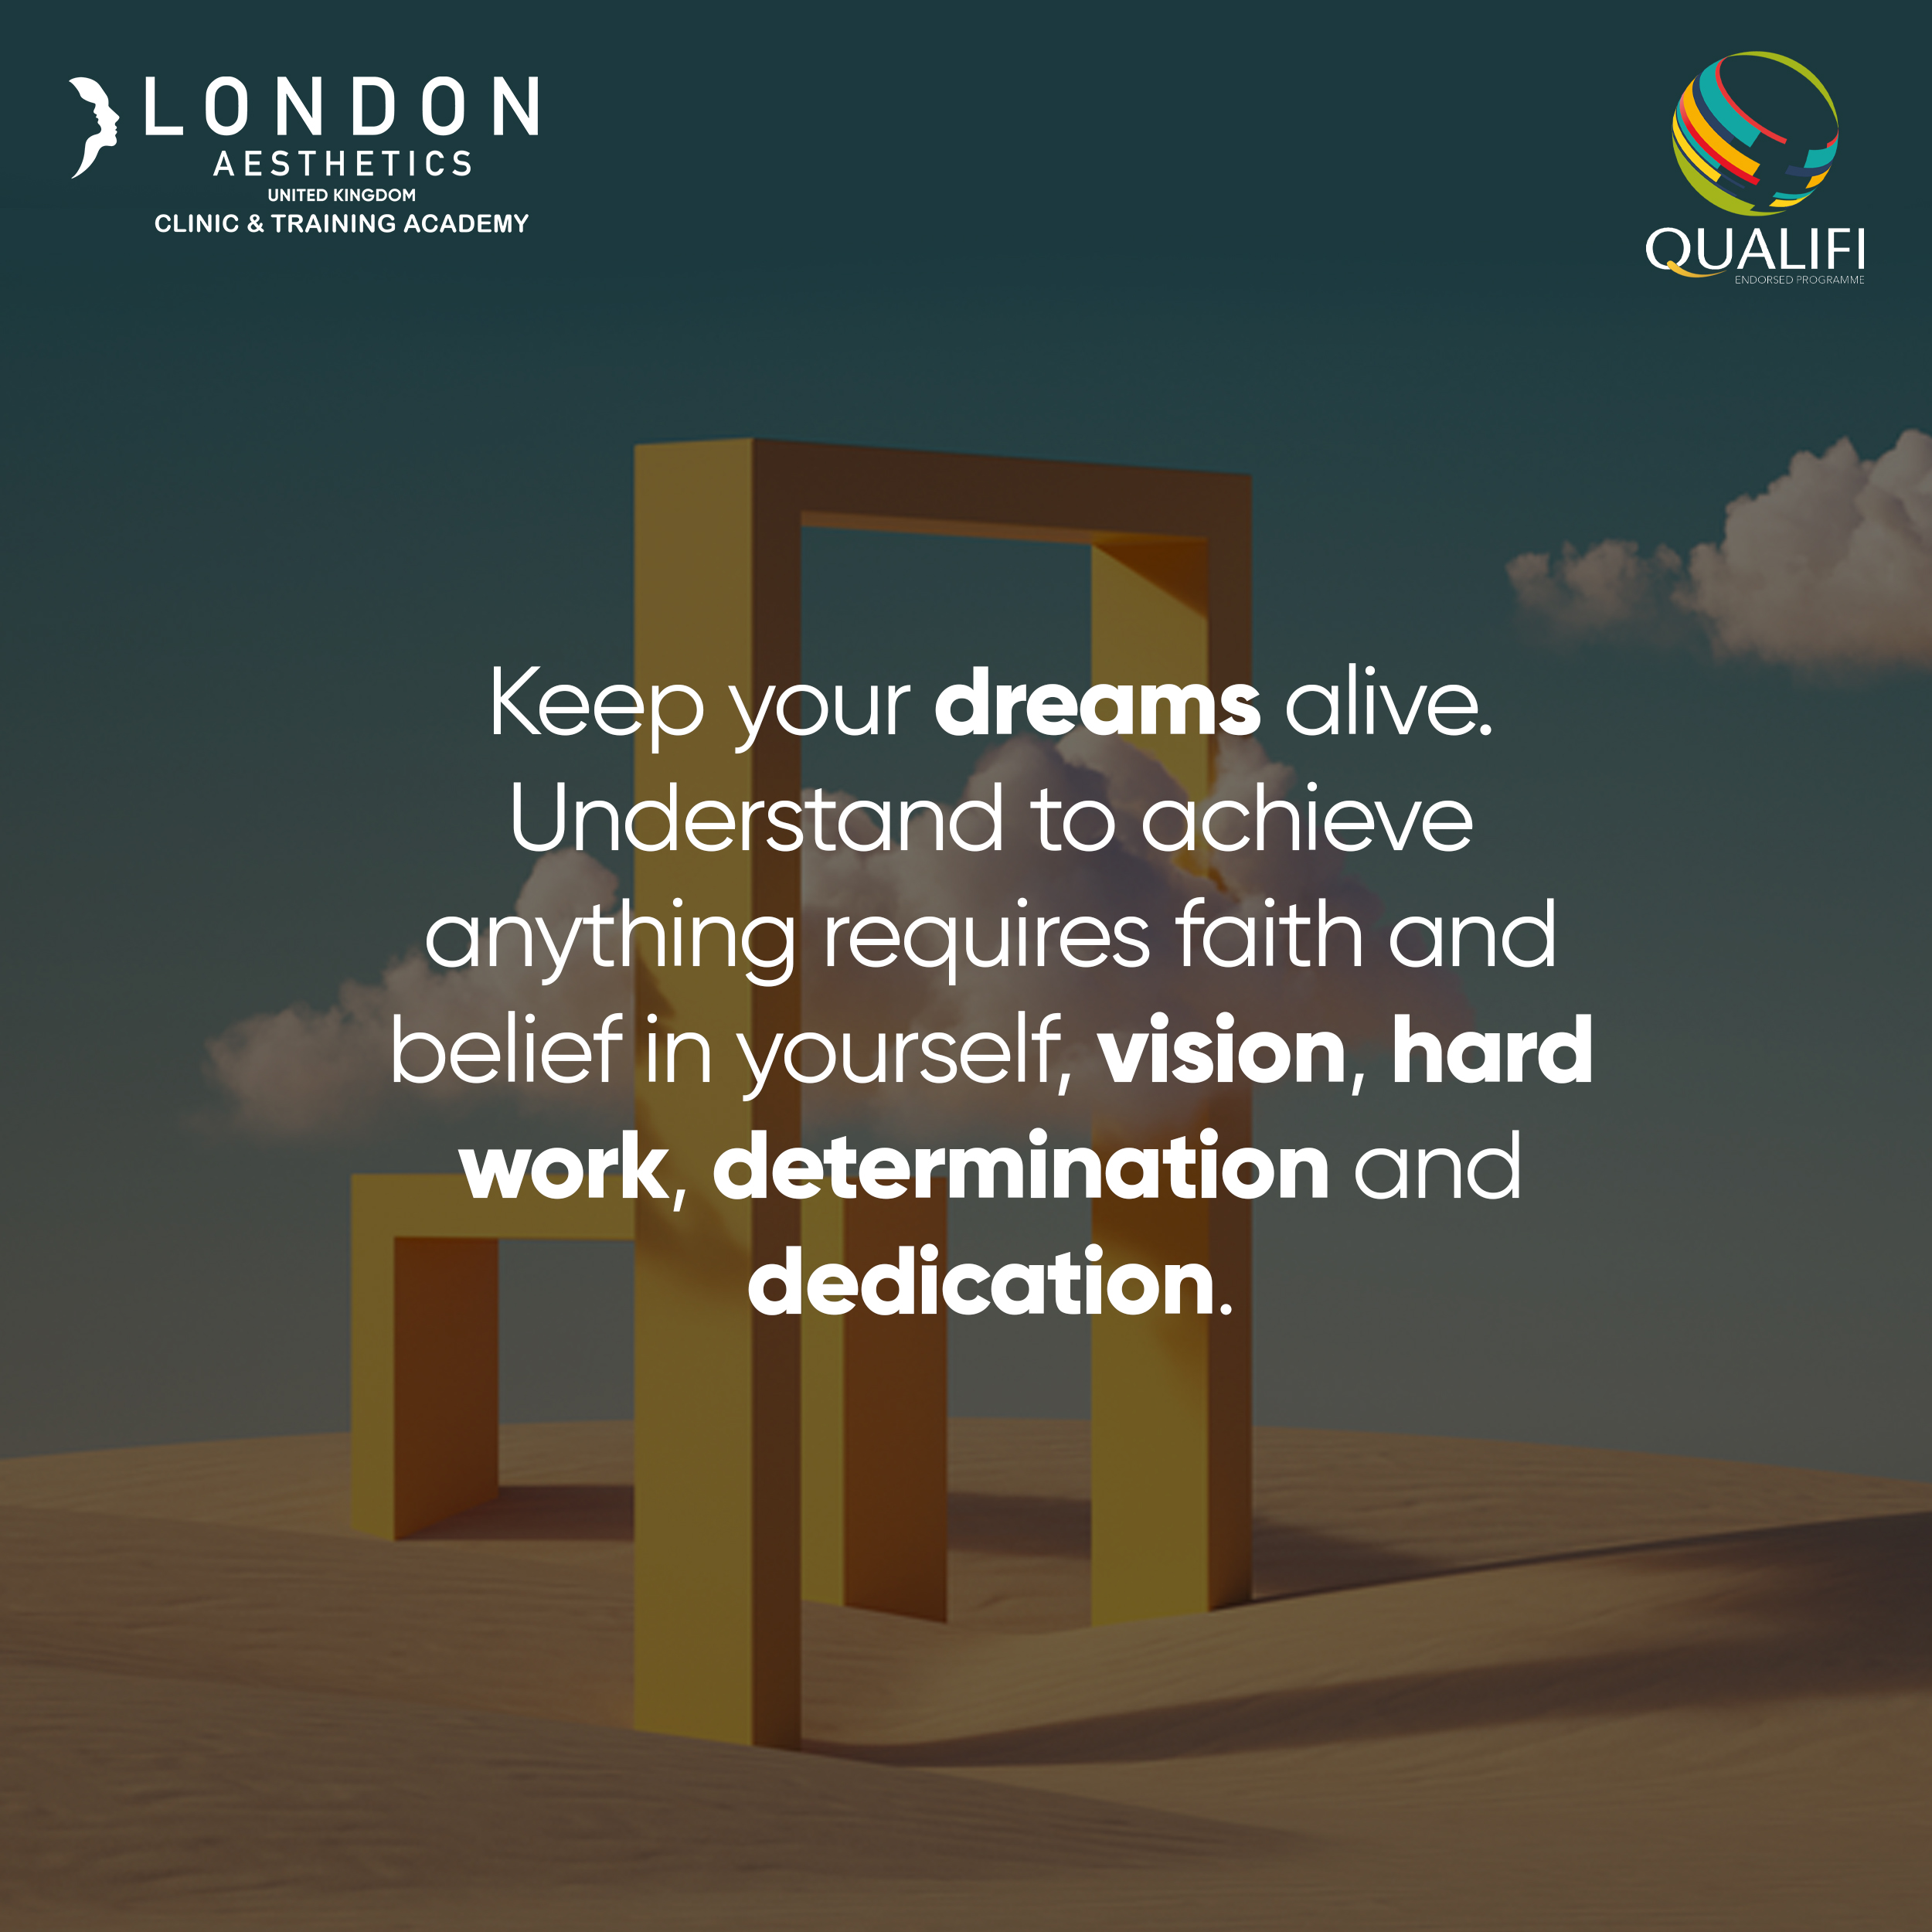 LONDON
AESTHETICS
UNITED KINGDOM
CLINIC & TRAINING ACADEMY
QUALIFI
ENDORSED PROGRAMME
Keep your dreams alive.
Understand to achieve
anything requires faith and
belief in yourself, vision, hard
work, determination and
dedication.